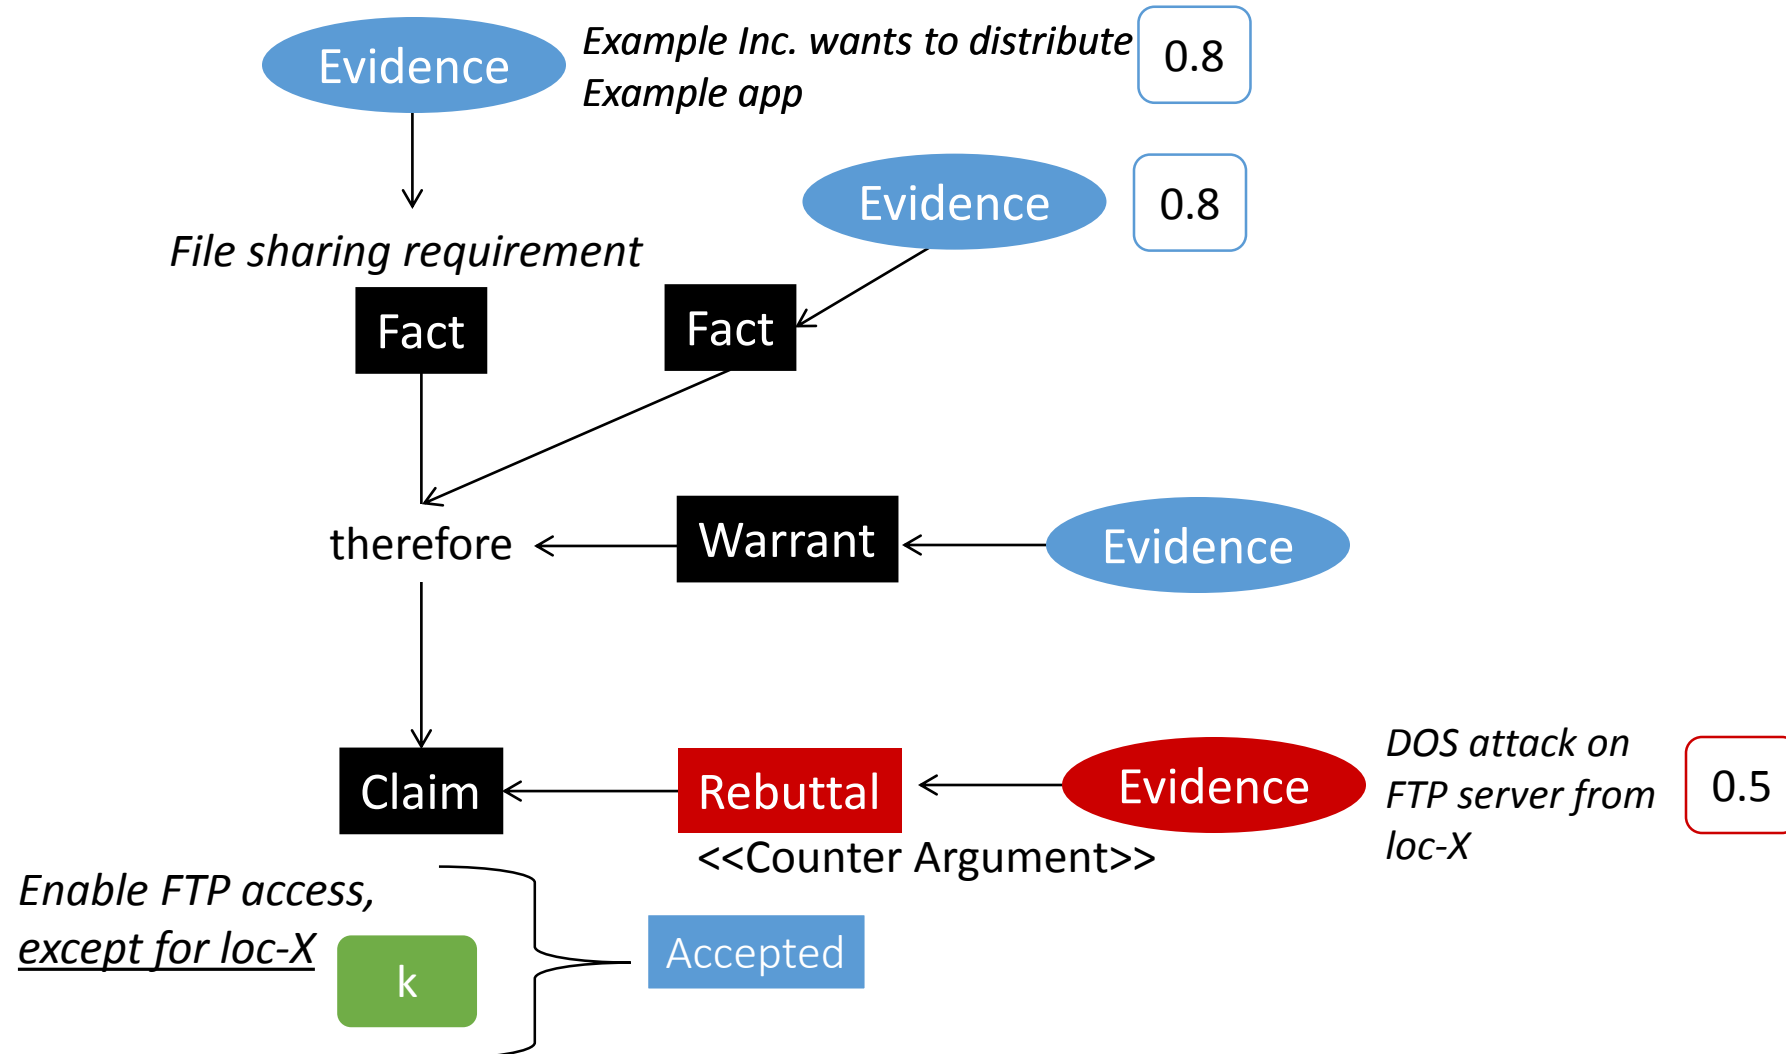 Evidence
Example Inc. wants to distribute
Example app
0.8
Evidence
0.8
File sharing requirement
Fact
Fact
therefore
Warrant
Evidence
Claim
Rebuttal
Evidence
DOS attack on
FTP server from
loc-X
0.5
<<Counter Argument>>
Enable FTP access,
except for loc-X
k
Accepted